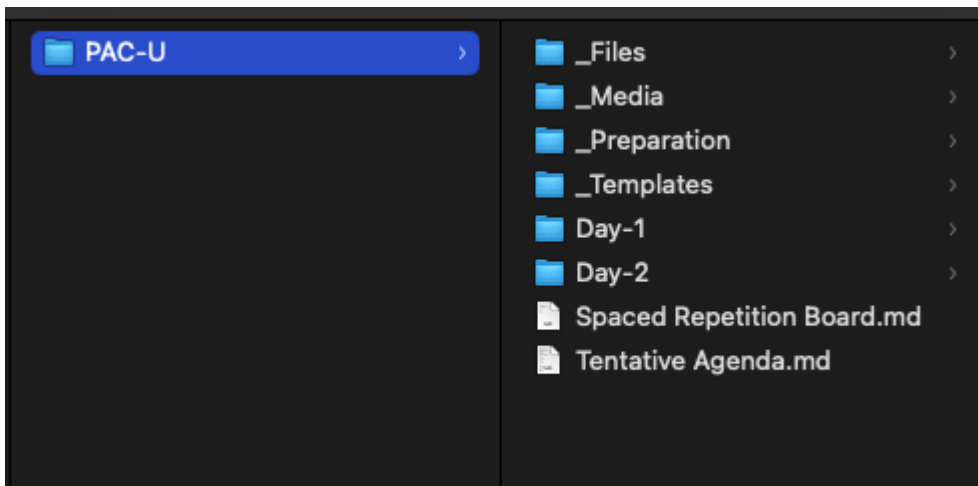 PAC-U
_Files
_Media
_Preparation
_Templates
Day-1
Day-2
Spaced Repetition Board.md
Tentative Agenda.md